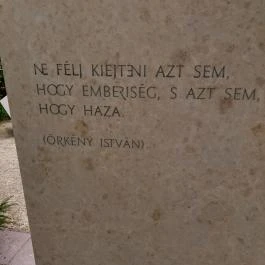 NE FÉLJ KIEJTENI AZT SEM,
HOGY EMBERISÉG, S AZT SEM,
HOGY HAZA.
(ÖRKÉNY ISTVÁN)